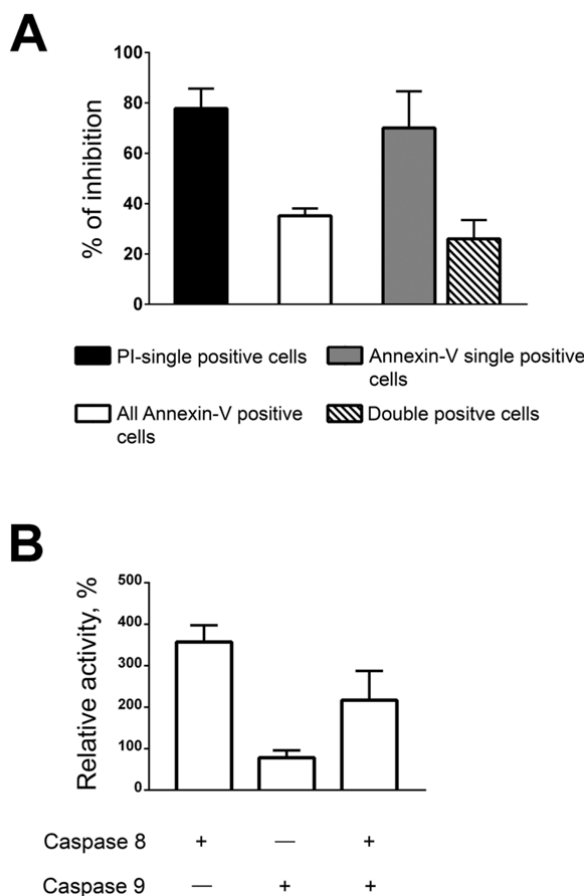 A
% of inhibition
100
80
60
40
20
0
PI-single positive cells
Annexin-V single positive
cells
All Annexin-V positive
cells
Double positve cells
B
Relative activity, %
500
400
300
200
100
0
Caspase 8 + — +
Caspase 9 — + +